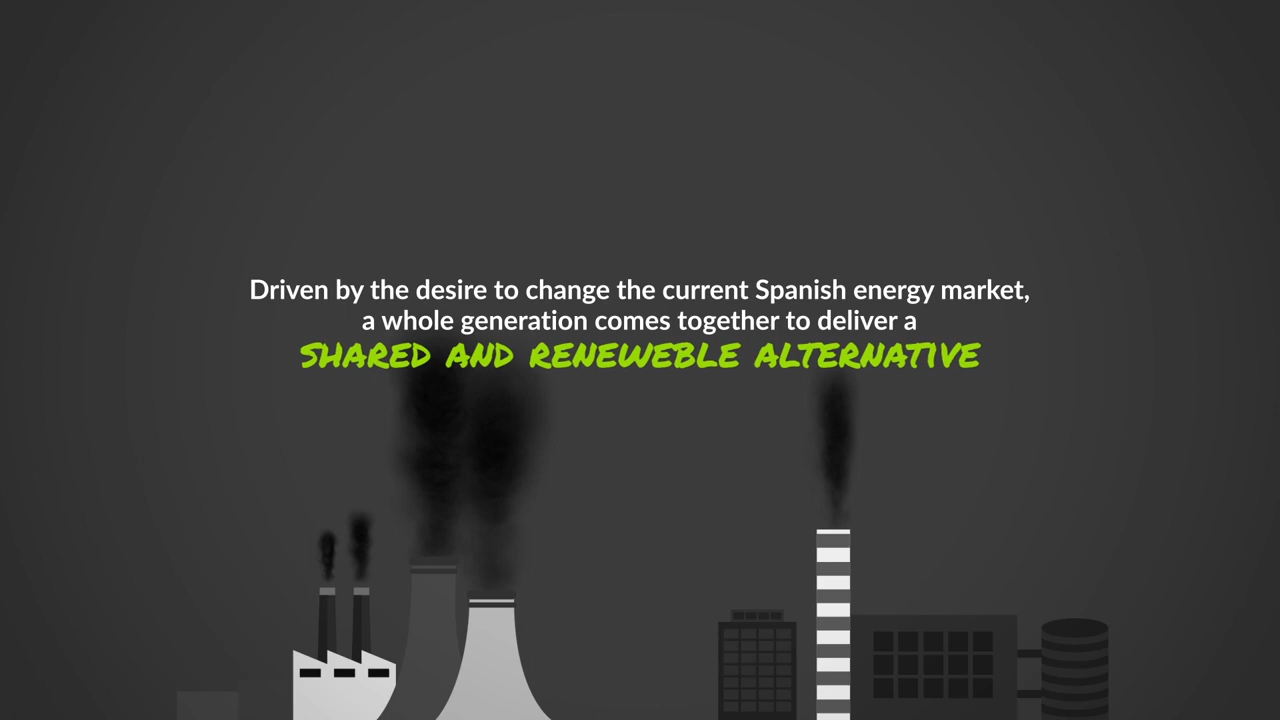 Driven by the desire to change the current Spanish energy market,
a whole generation comes together to deliver a
SHARED AND RENEWEBLE ALTERNATIVE